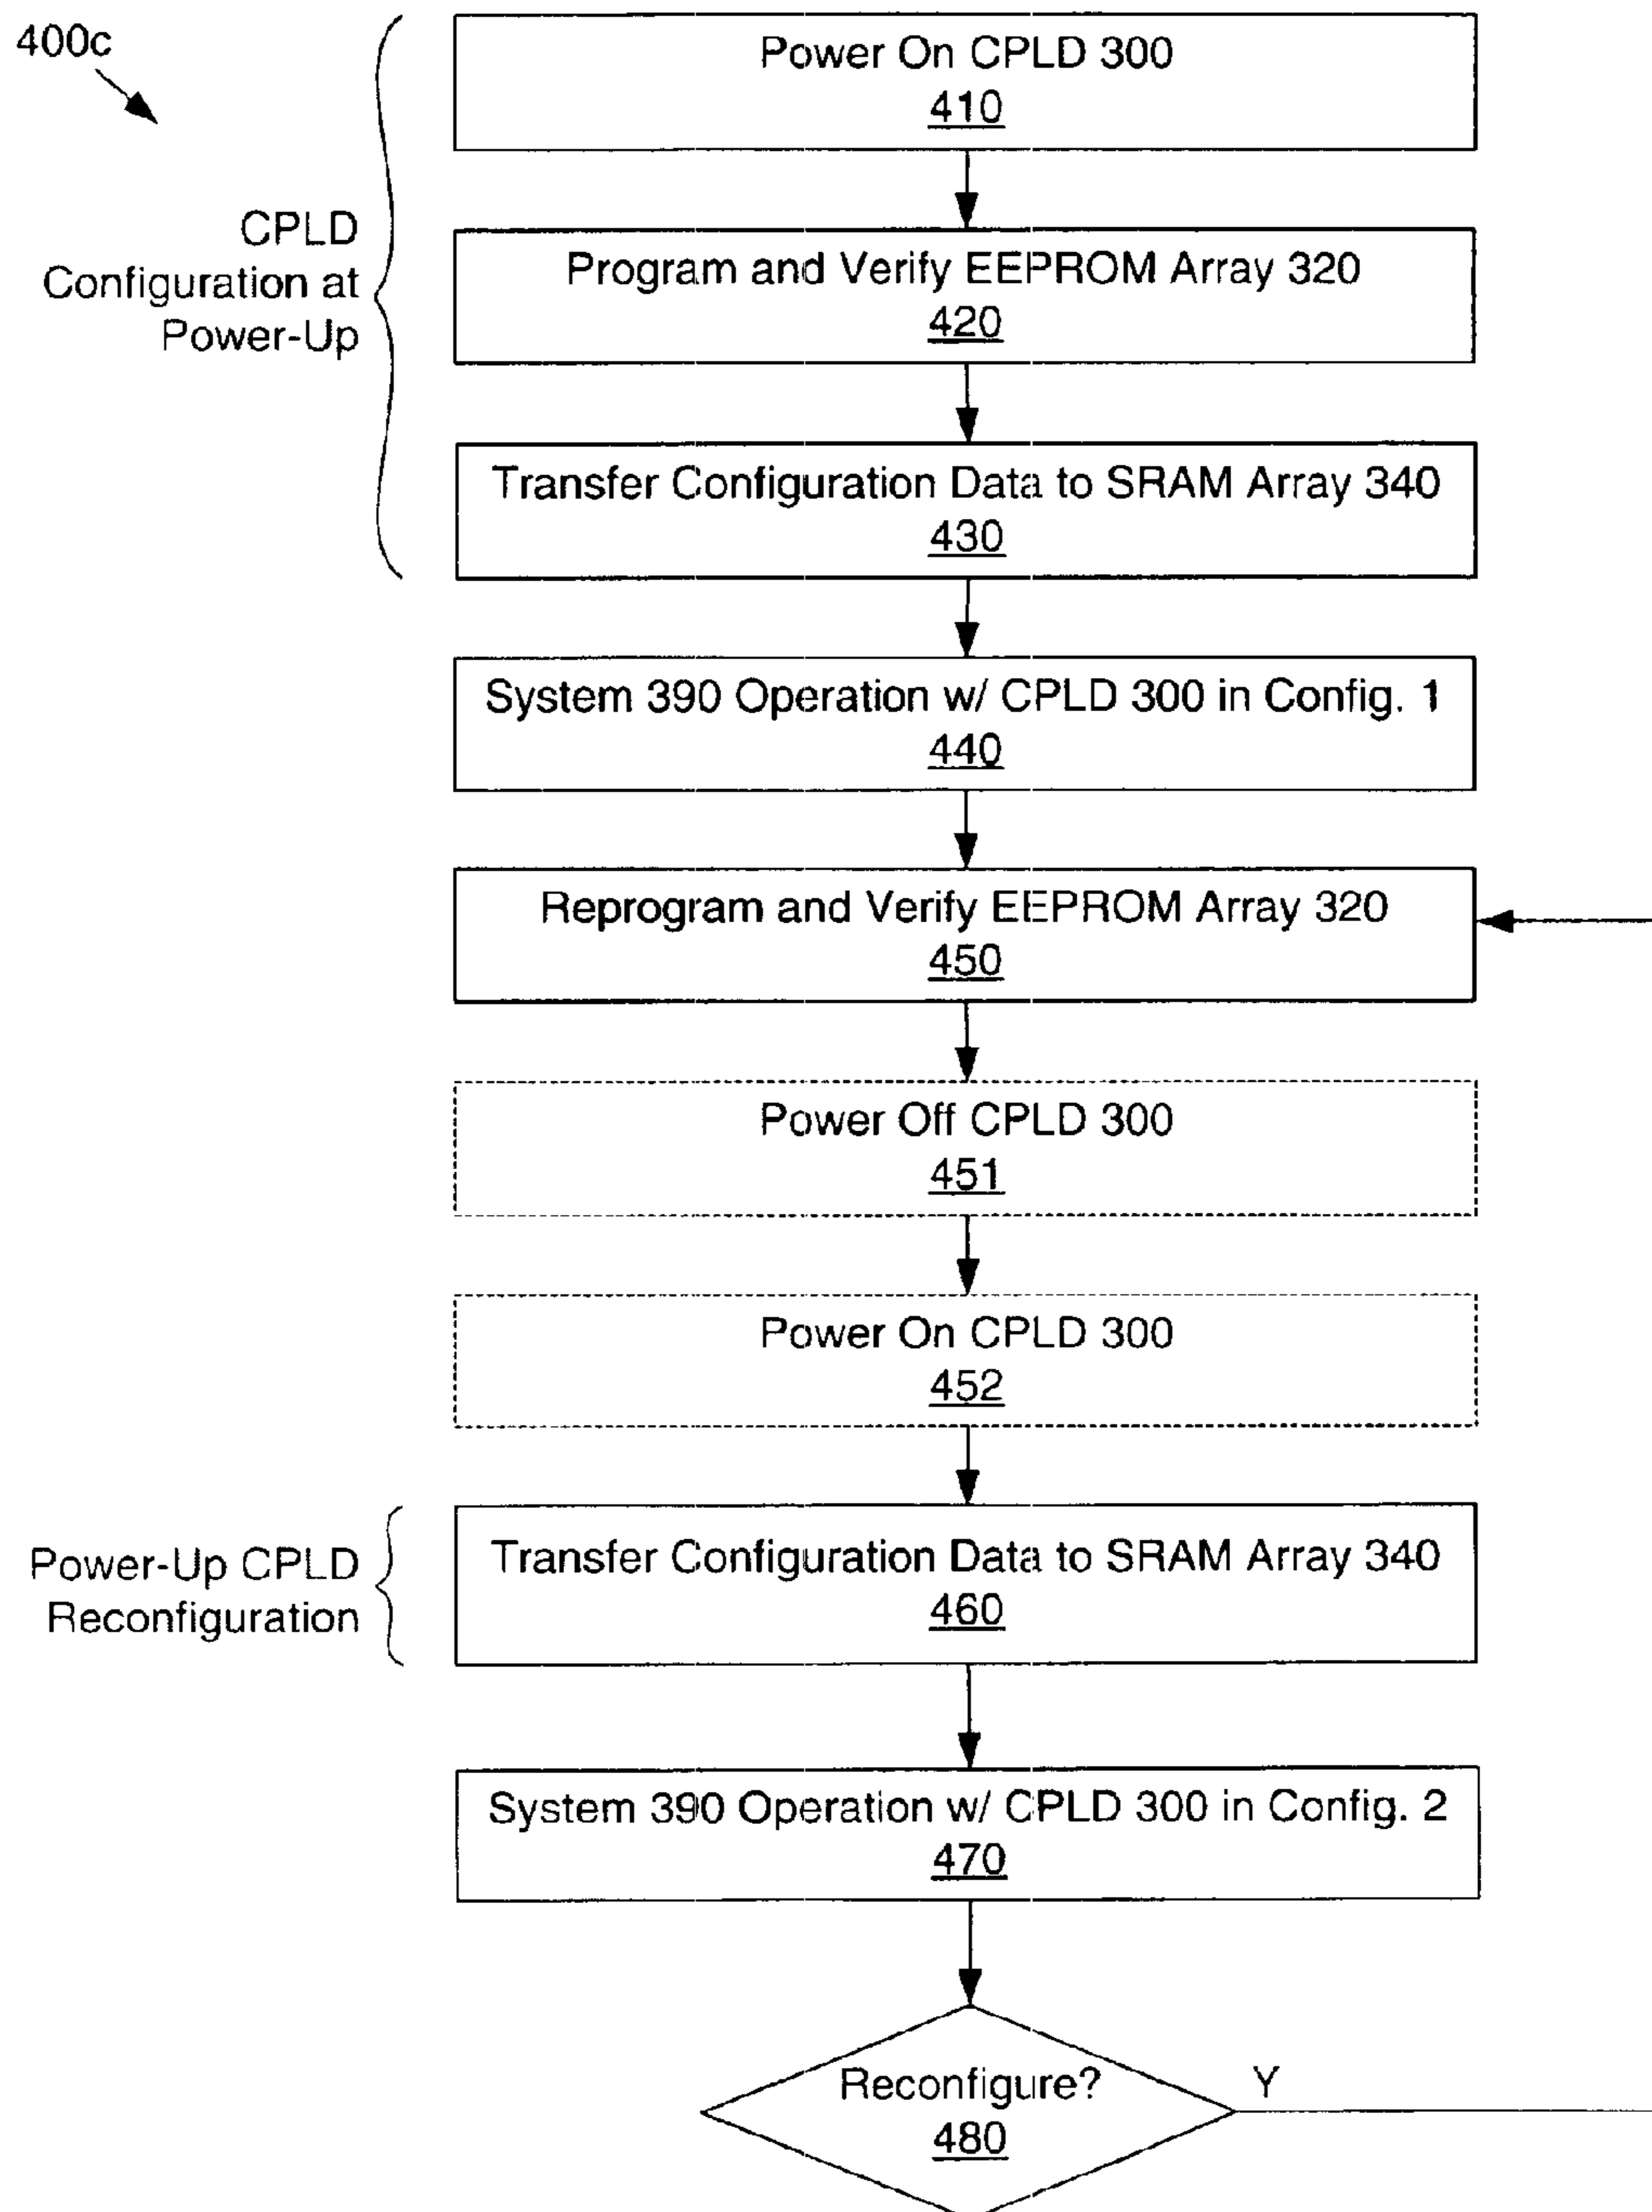 400c
Power On CPLD 300
410
CPLD
Configuration at
Power-Up
Program and Verify EEPROM Array 320
420
Transfer Configuration Data to SRAM Array 340
430
System 390 Operation w/ CPLD 300 in Config. 1
440
Reprogram and Verify EEPROM Array 320
450
Power Off CPLD 300
451
Power On CPLD 300
452
Power-Up CPLD
Reconfiguration
Transfer Configuration Data to SRAM Array 340
460
System 390 Operation w/ CPLD 300 in Config. 2
470
Reconfigure?
480
Y